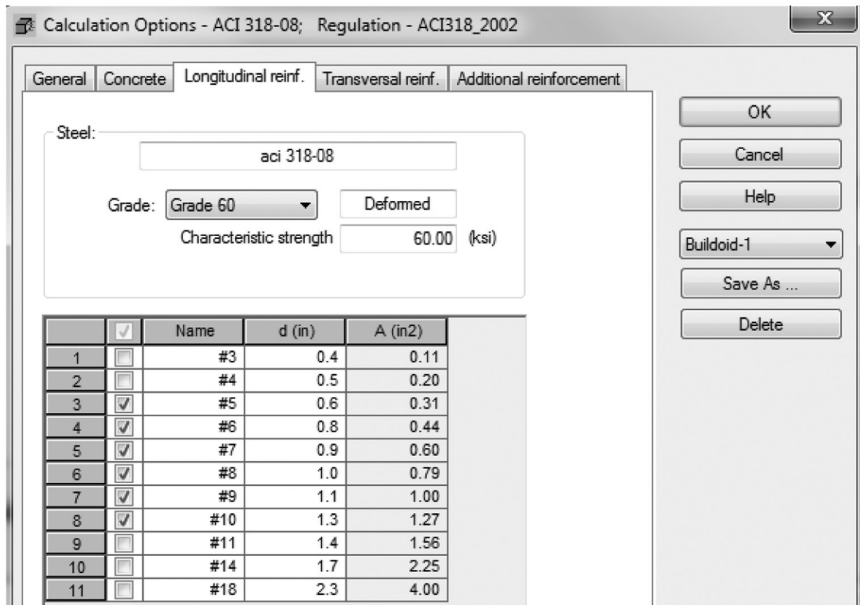 Calculation Options - ACI 318-08; Regulation - ACI318_2002
x
General Concrete Longitudinal reinf. Transversal reinf. Additional reinforcement
OK
Steel:
aci 318-08
Cancel
Grade: Grade 60 Deformed
Help
Characteristic strength 60.00 (ksi)
Buildoid-1
Save As ...
Delete
Name d (in) A (in2)
1 #3 0.4 0.11
2 #4 0.5 0.20
3 #5 0.6 0.31
4 #6 0.8 0.44
5 #7 0.9 0.60
6 #8 1.0 0.79
7 #9 1.1 1.00
8 #10 1.3 1.27
9 #11 1.4 1.56
10 #14 1.7 2.25
11 #18 2.3 4.00